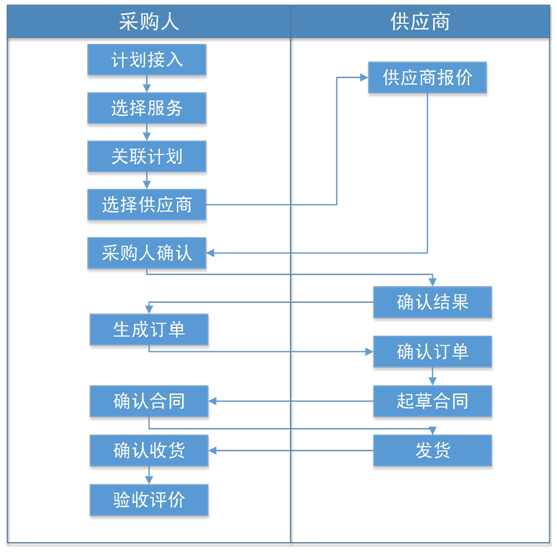 采购人
供应商
计划接入
供应商报价
选择服务
关联计划
选择供应商
采购人确认
确认结果
生成订单
确认订单
确认合同
起草合同
确认收货
发货
验收评价